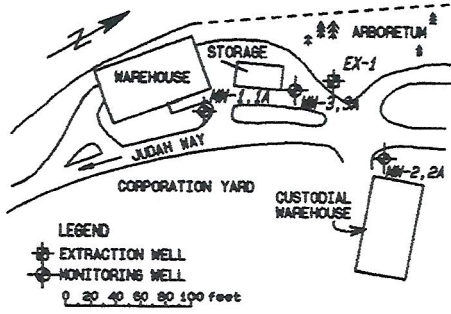 ARBORETUM
STORAGE
EX-1
WAREHOUSE
MW-1,1A
MW-3,3A
JUDAH WAY
MW-2,2A
CORPORATION YARD
CUSTODIAL
WAREHOUSE
LEGEND
EXTRACTION WELL
MONITORING WELL
0 20 40 60 80 100 feet